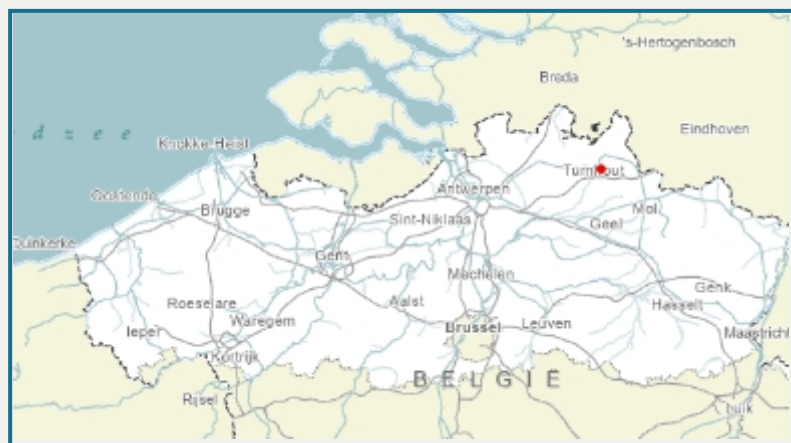 's-Hertogenbosch
Breda
dzee
Eindhoven
Knokke-Heist
Turnhout
Oostende
Antwerpen
Brugge
Mol
Sint-Niklaas
Geel
Duinkerke
Gent
Mechelen
Genk
Roeselare
Aalst
Hasselt
Waregem
Brussel
Leuven
Ieper
Maastricht
Kortrijk
BELGIË
Rijsel
Luik